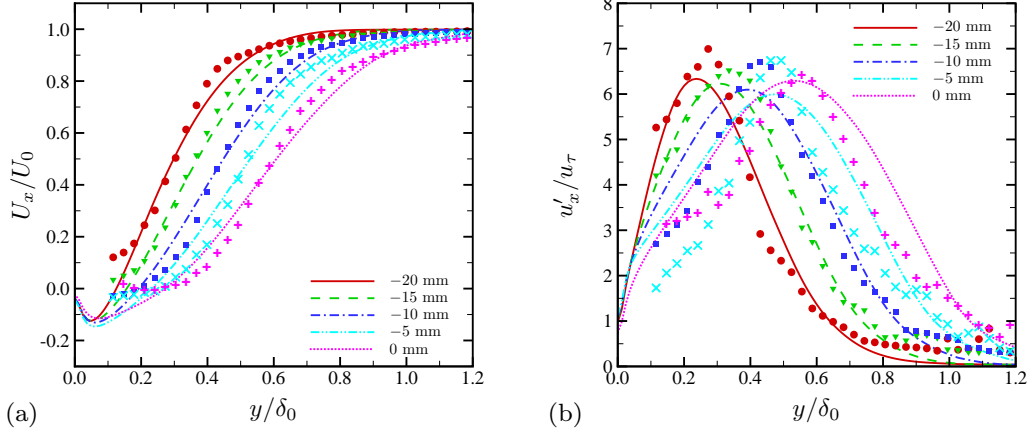 1.0
0.8
0.6
0.4
0.2
0.0
-0.2
U_x/U_0
0.0 0.2 0.4 0.6 0.8 1.0 1.2
y/δ_0
−20 mm
−15 mm
−10 mm
−5 mm
0 mm
(a)
8
7
6
5
4
3
2
1
0
u′_x/u_τ
0.0 0.2 0.4 0.6 0.8 1.0 1.2
y/δ_0
−20 mm
−15 mm
−10 mm
−5 mm
0 mm
(b)